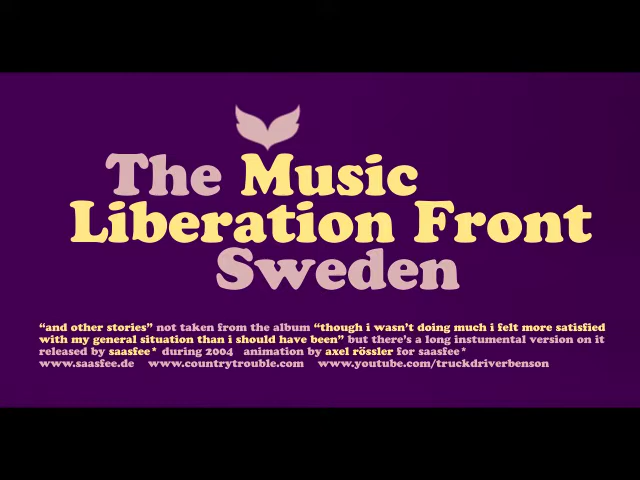 The Music
Liberation Front
Sweden
“and other stories” not taken from the album “though i wasn’t doing much i felt more satisfied
with my general situation than i should have been” but there’s a long instumental version on it
released by saasfee* during 2004 animation by axel rössler for saasfee*
www.saasfee.de www.countrytrouble.com www.youtube.com/truckdriverbenson